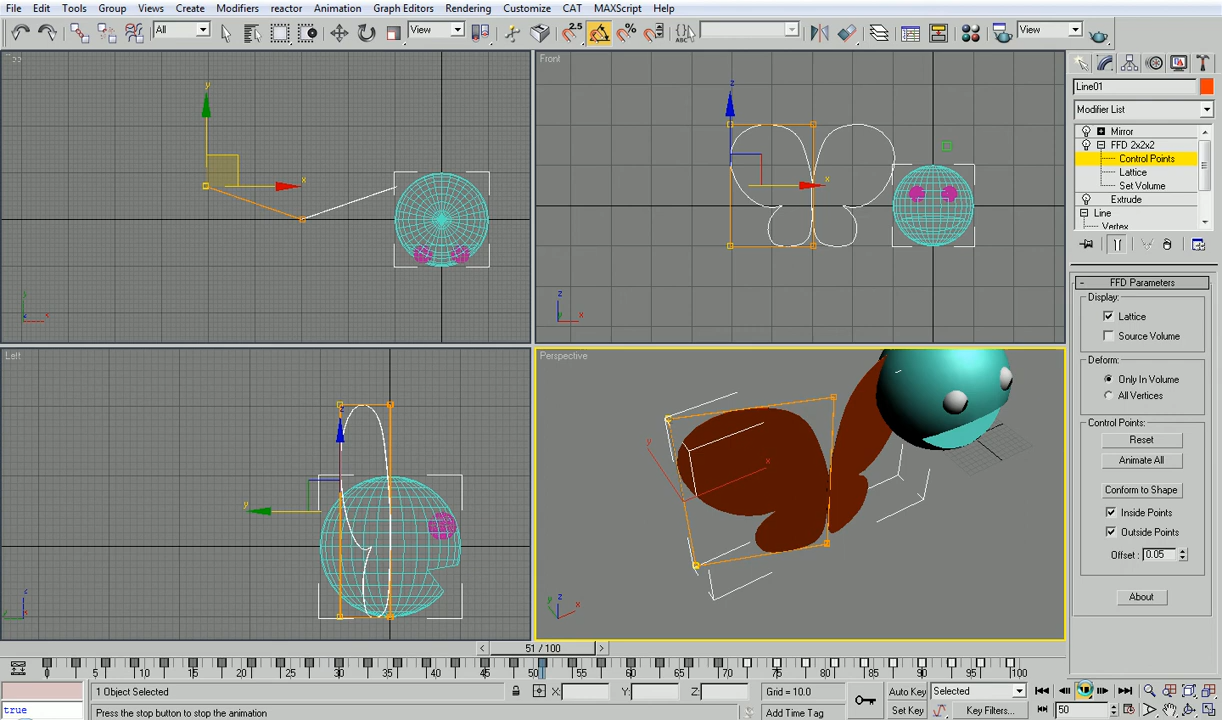 File Edit Tools Group Views Create Modifiers reactor Animation Graph Editors Rendering Customize CAT MAXScript Help
All View 2.5 ABC View
Top Front
Line01
Modifier List
Mirror
FFD 2x2x2
Control Points
Lattice
Set Volume
Extrude
Line
Vertex
FFD Parameters
Display:
Lattice
Source Volume
Deform:
Only In Volume
All Vertices
Control Points:
Reset
Animate All
Conform to Shape
Inside Points
Outside Points
Offset : 0.05
About
Left Perspective
51 / 100
0 5 10 15 20 25 30 35 40 45 50 55 60 65 70 75 80 85 90 95 100
1 Object Selected X: Y: Z: Grid = 10.0 Auto Key Selected
true Press the stop button to stop the animation Add Time Tag Set Key Key Filters... 50